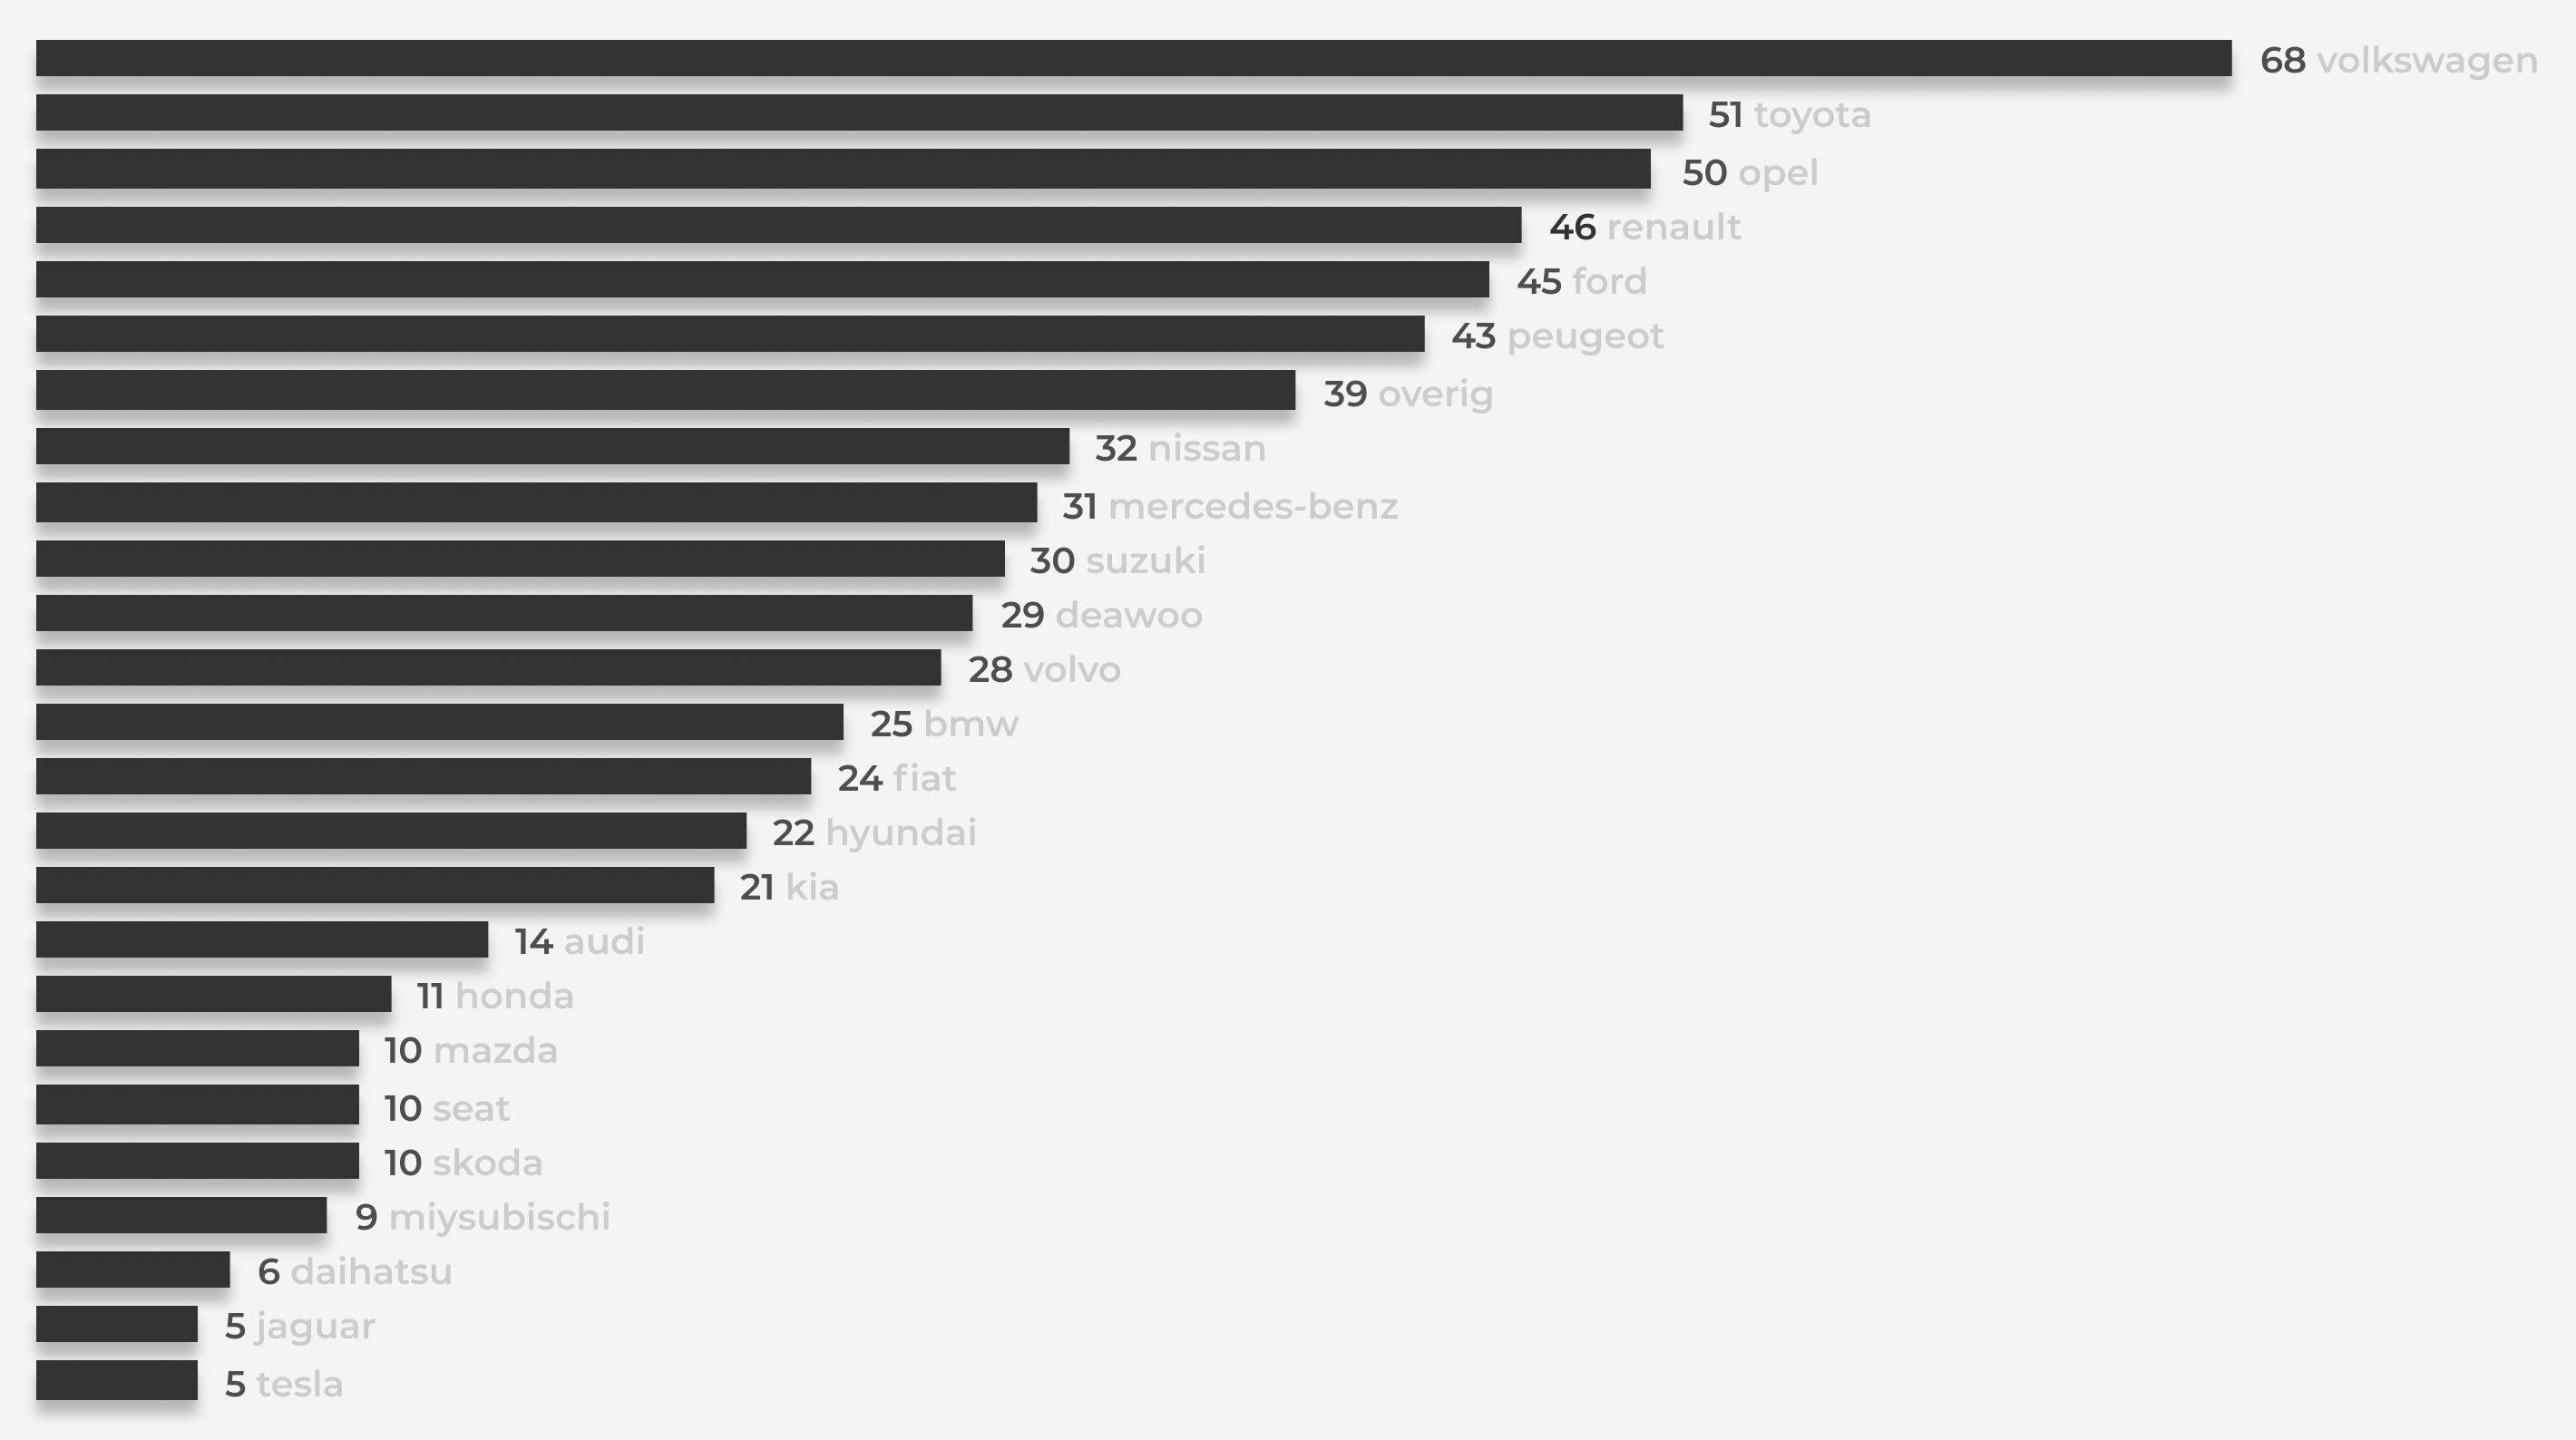 68 volkswagen
51 toyota
50 opel
46 renault
45 ford
43 peugeot
39 overig
32 nissan
31 mercedes-benz
30 suzuki
29 deawoo
28 volvo
25 bmw
24 fiat
22 hyundai
21 kia
14 audi
11 honda
10 mazda
10 seat
10 skoda
9 miysubischi
6 daihatsu
5 jaguar
5 tesla